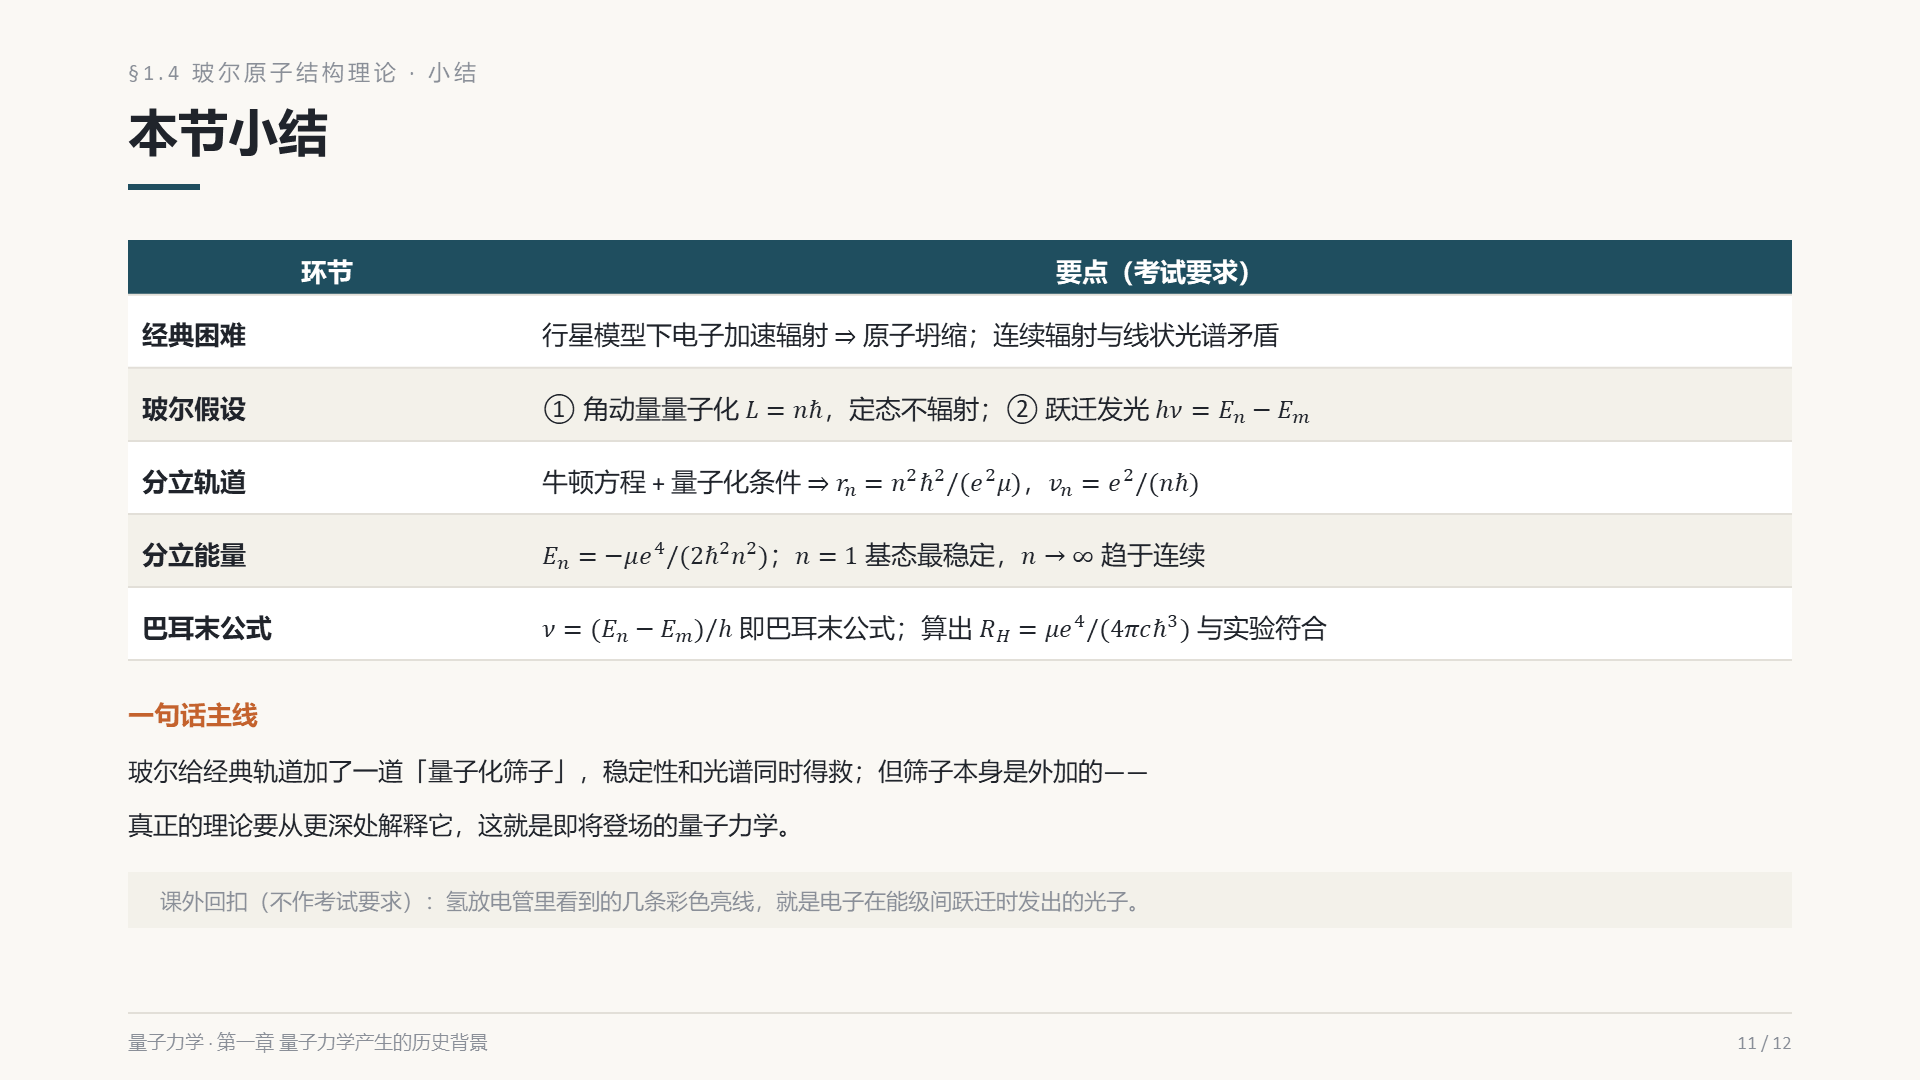 §1.4 玻尔原子结构理论 · 小结
本节小结
环节 要点（考试要求）
经典困难 行星模型下电子加速辐射 ⇒ 原子坍缩；连续辐射与线状光谱矛盾
玻尔假设 ① 角动量量子化 L = nℏ，定态不辐射；② 跃迁发光 hν = Eₙ − Eₘ
分立轨道 牛顿方程 + 量子化条件 ⇒ rₙ = n²ℏ²/(e²μ)，vₙ = e²/(nℏ)
分立能量 Eₙ = −μe⁴/(2ℏ²n²)；n = 1 基态最稳定，n → ∞ 趋于连续
巴耳末公式 ν = (Eₙ − Eₘ)/h 即巴耳末公式；算出 R_H = μe⁴/(4πcℏ³) 与实验符合
一句话主线
玻尔给经典轨道加了一道「量子化筛子」，稳定性和光谱同时得救；但筛子本身是外加的——
真正的理论要从更深处解释它，这就是即将登场的量子力学。
课外回扣（不作考试要求）：氢放电管里看到的几条彩色亮线，就是电子在能级间跃迁时发出的光子。
量子力学 · 第一章 量子力学产生的历史背景
11 / 12